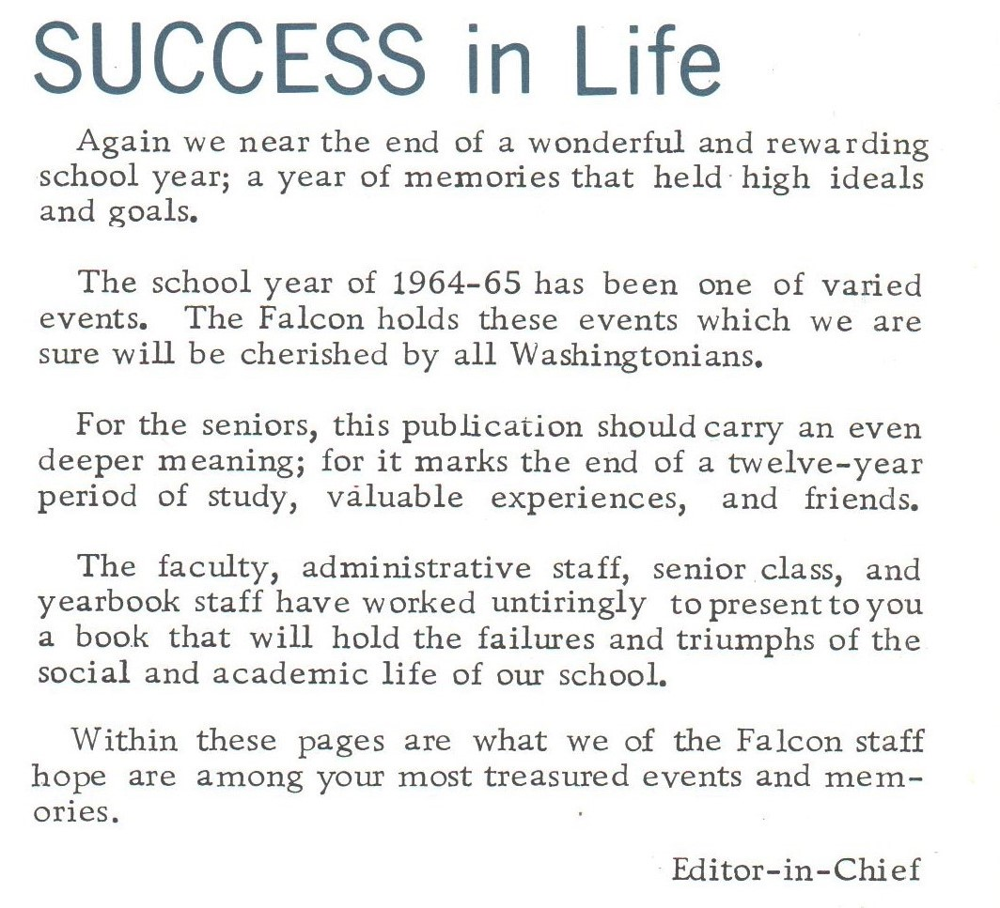 SUCCESS in Life
Again we near the end of a wonderful and rewarding
school year; a year of memories that held high ideals
and goals.
The school year of 1964-65 has been one of varied
events. The Falcon holds these events which we are
sure will be cherished by all Washingtonians.
For the seniors, this publication should carry an even
deeper meaning; for it marks the end of a twelve-year
period of study, valuable experiences, and friends.
The faculty, administrative staff, senior class, and
yearbook staff have worked untiringly to present to you
a book that will hold the failures and triumphs of the
social and academic life of our school.
Within these pages are what we of the Falcon staff
hope are among your most treasured events and mem-
ories.
Editor-in-Chief